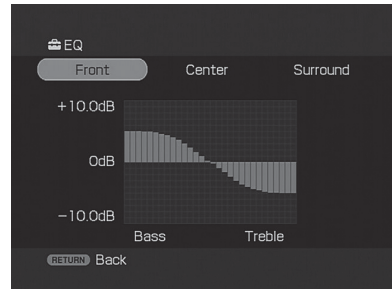 EQ
Front Center Surround
+10.0dB
0dB
−10.0dB
Bass Treble
RETURN Back